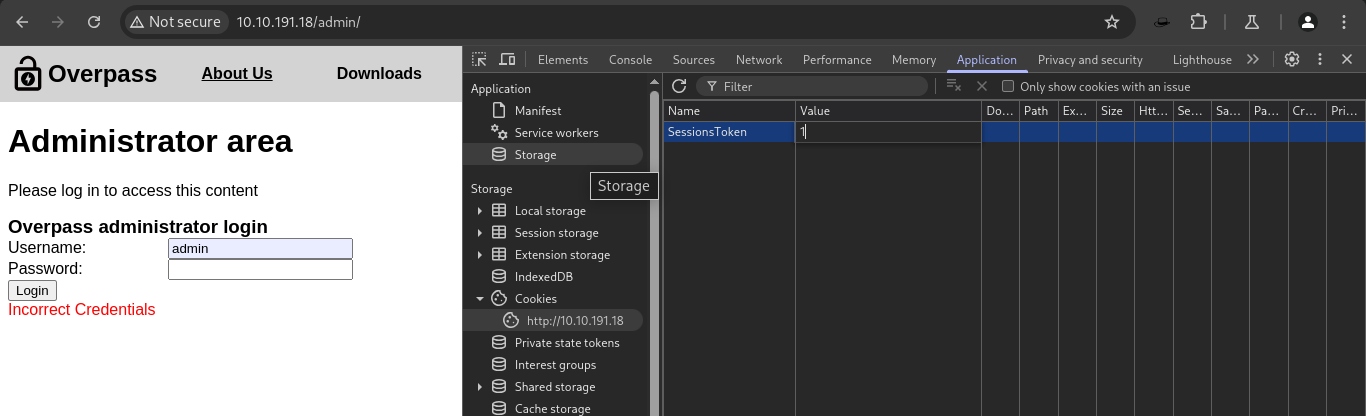 Not secure 10.10.191.18/admin/
Overpass About Us Downloads
Administrator area
Please log in to access this content
Overpass administrator login
Username: admin
Password:
Login
Incorrect Credentials
Elements Console Sources Network Performance Memory Application Privacy and security Lighthouse
Application
Manifest
Service workers
Storage
Storage
Storage
Local storage
Session storage
Extension storage
IndexedDB
Cookies
http://10.10.191.18
Private state tokens
Interest groups
Shared storage
Cache storage
Filter Only show cookies with an issue
Name Value Do... Path Ex... Size Htt... Se... Sa... Pa... Cr... Pri...
SessionsToken 1